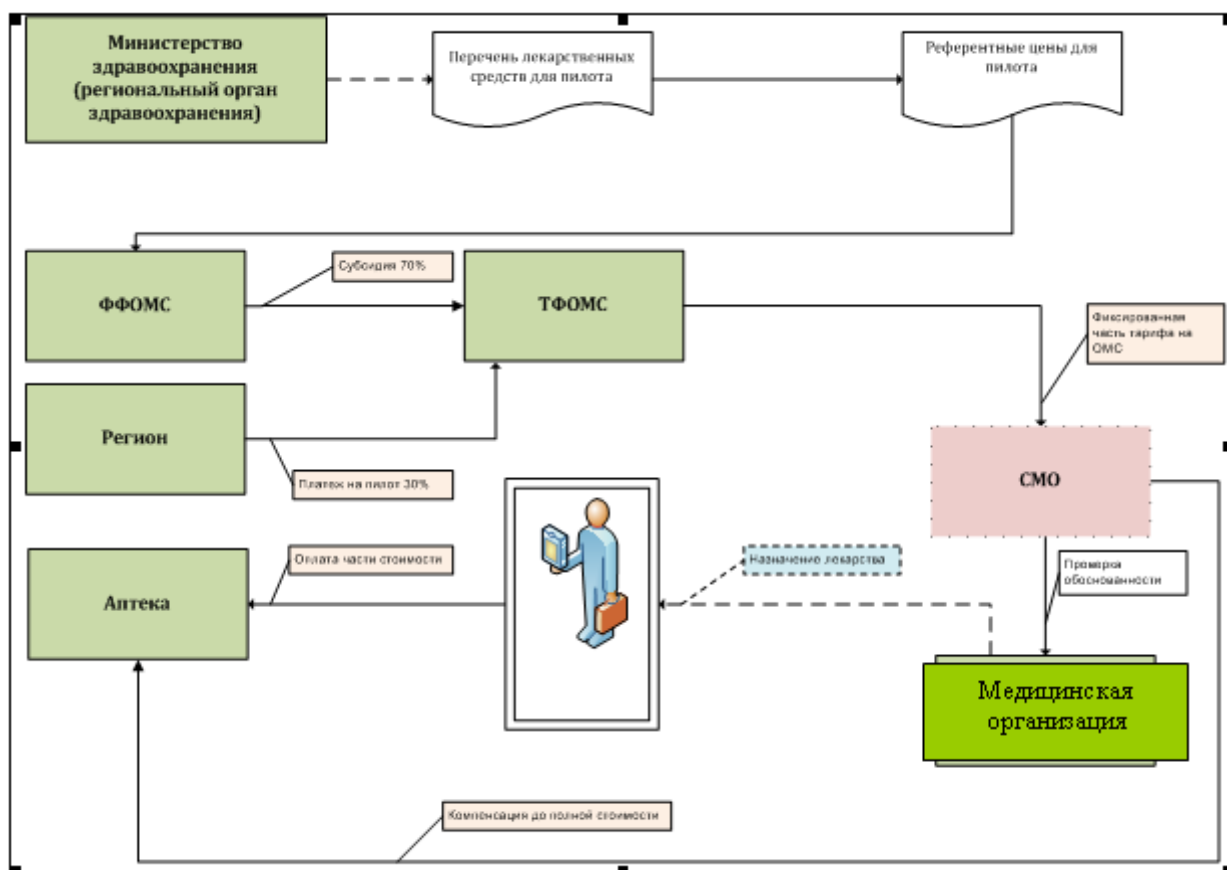 Министерство
здравоохранения
(региональный орган
здравоохранения)
Перечень лекарственных
средств для пилота
Референтные цены для
пилота
Субсидия 70%
ФФОМС
ТФОМС
Фиксированная
часть тарифа на
ОМС
Регион
Платеж на пилот 30%
СМО
Оплата части стоимости
Назначение лекарства
Проверка
обоснованности
Аптека
Медицинская
организация
Компенсация до полной стоимости